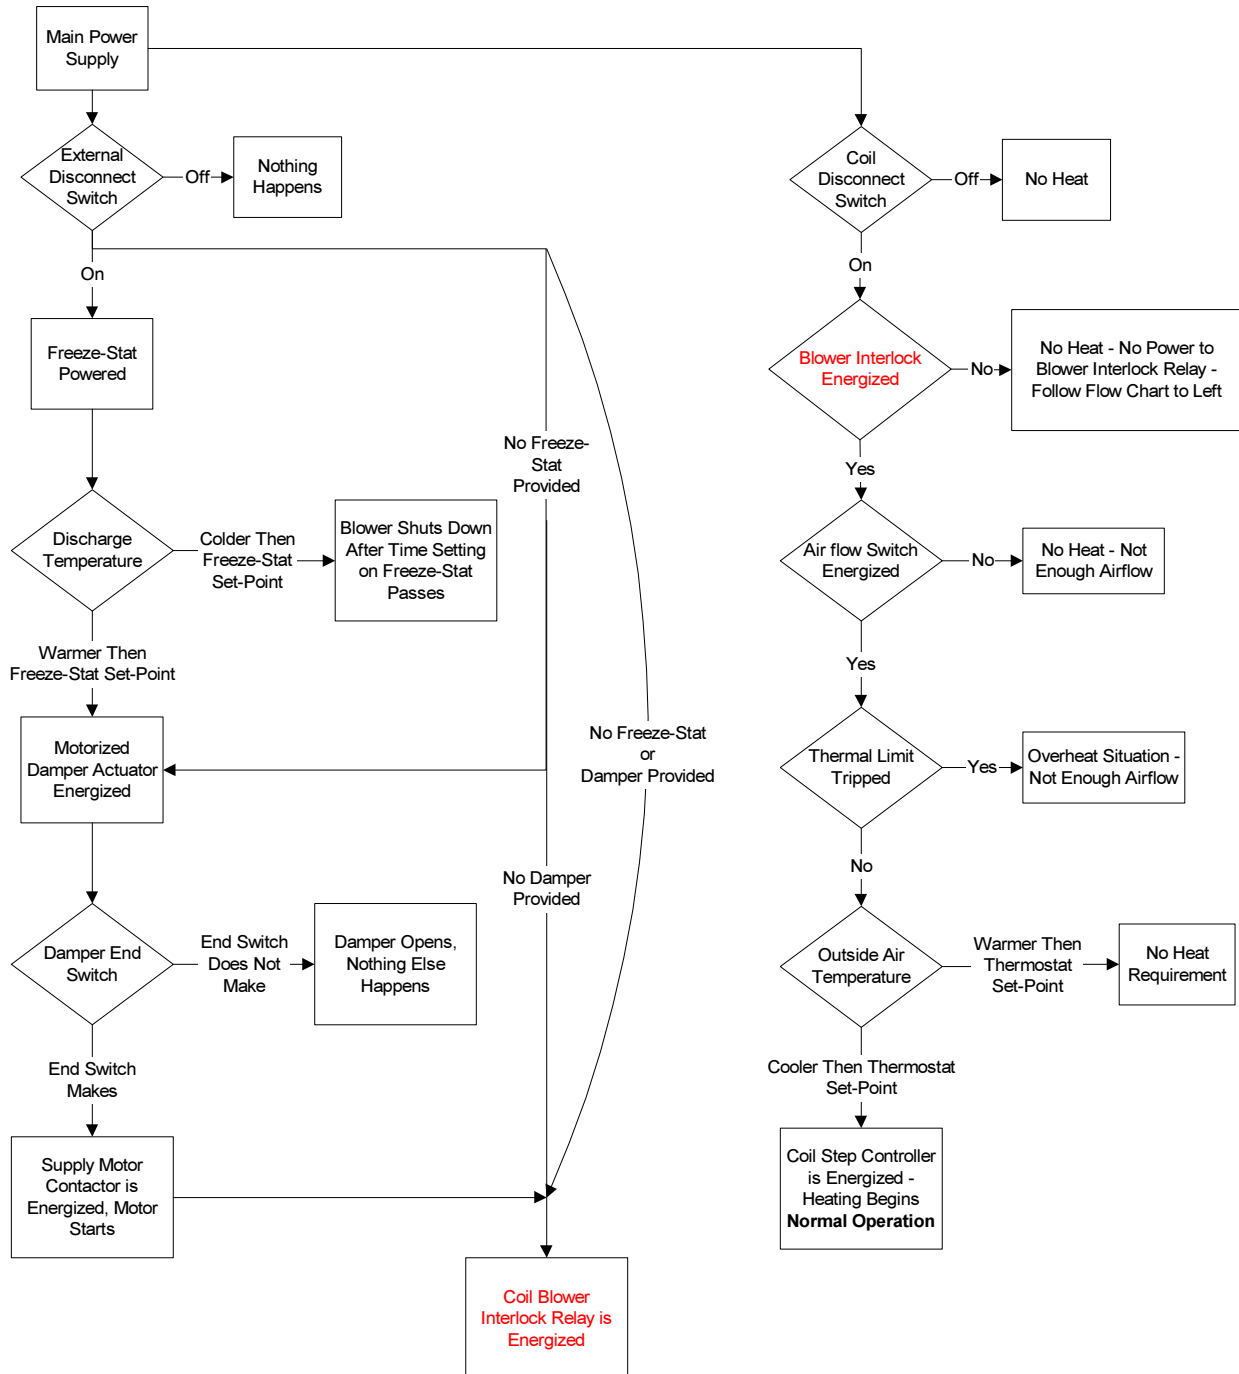 Main Power
Supply
External
Disconnect
Switch
Off
Nothing
Happens
On
Freeze-Stat
Powered
Discharge
Temperature
Colder Then
Freeze-Stat
Set-Point
Blower Shuts Down
After Time Setting
on Freeze-Stat
Passes
Warmer Then
Freeze-Stat Set-Point
Motorized
Damper Actuator
Energized
No Freeze-
Stat
Provided
No Freeze-Stat
or
Damper Provided
No Damper
Provided
Damper End
Switch
End Switch
Does Not
Make
Damper Opens,
Nothing Else
Happens
End Switch
Makes
Supply Motor
Contactor is
Energized, Motor
Starts
Coil Blower
Interlock Relay is
Energized
Coil
Disconnect
Switch
Off
No Heat
On
Blower Interlock
Energized
No
No Heat - No Power to
Blower Interlock Relay -
Follow Flow Chart to Left
Yes
Air flow Switch
Energized
No
No Heat - Not
Enough Airflow
Yes
Thermal Limit
Tripped
Yes
Overheat Situation -
Not Enough Airflow
No
Outside Air
Temperature
Warmer Then
Thermostat
Set-Point
No Heat
Requirement
Cooler Then Thermostat
Set-Point
Coil Step Controller
is Energized -
Heating Begins
Normal Operation